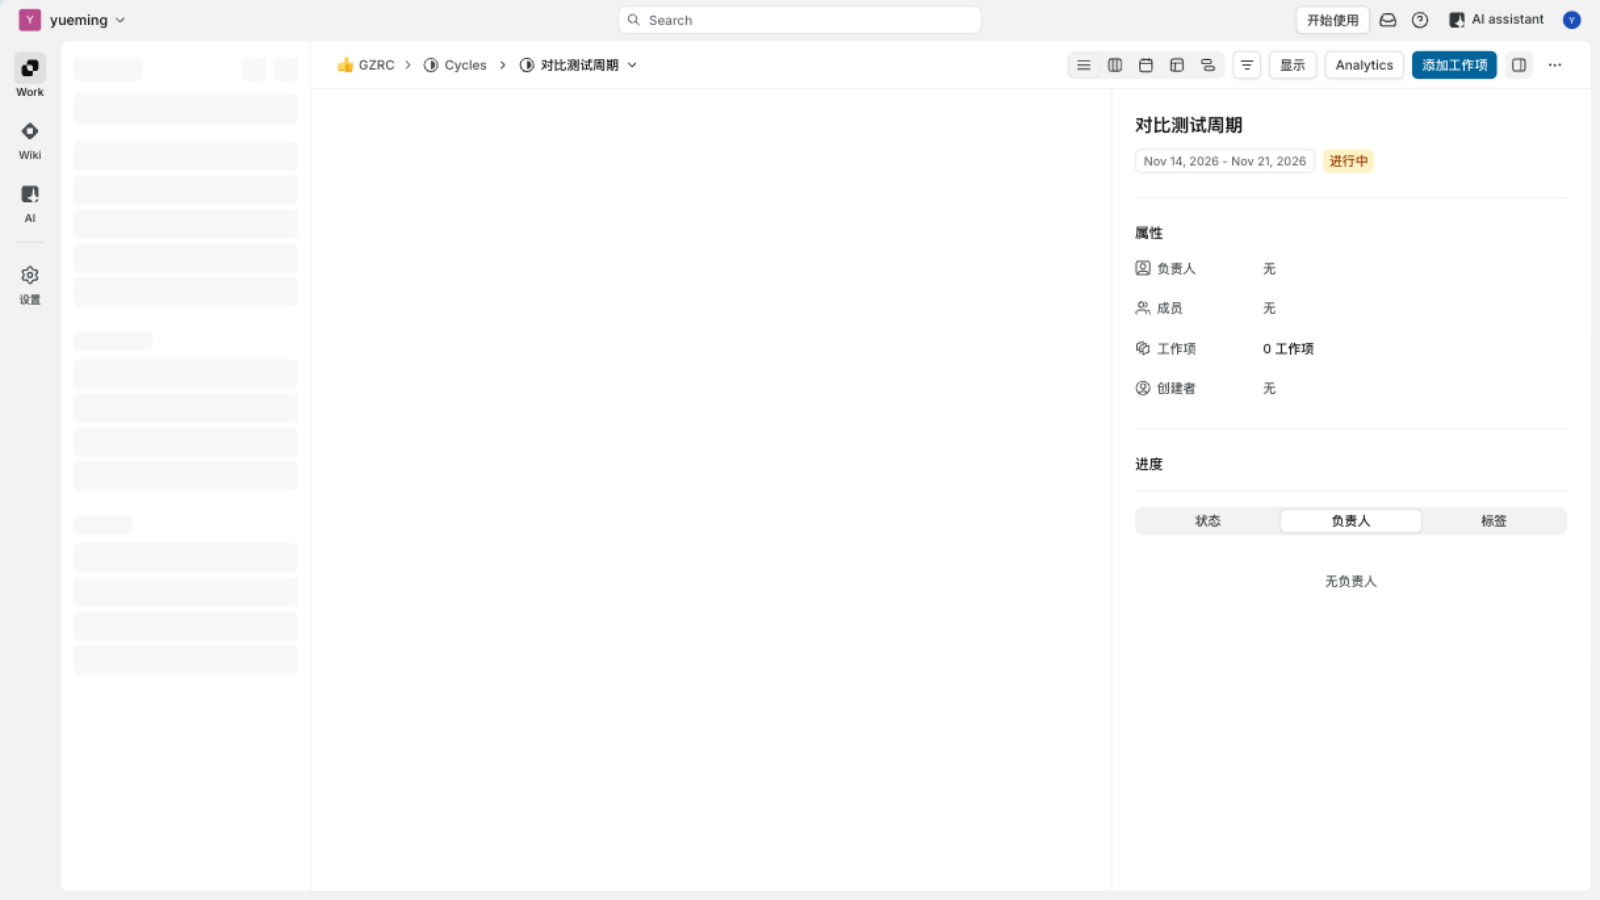 Y yueming
Search
开始使用
AI assistant
Y
Work
Wiki
AI
设置
GZRC
Cycles
对比测试周期
显示
Analytics
添加工作项
对比测试周期
Nov 14, 2026 - Nov 21, 2026
进行中
属性
负责人 无
成员 无
工作项 0 工作项
创建者 无
进度
状态 负责人 标签
无负责人